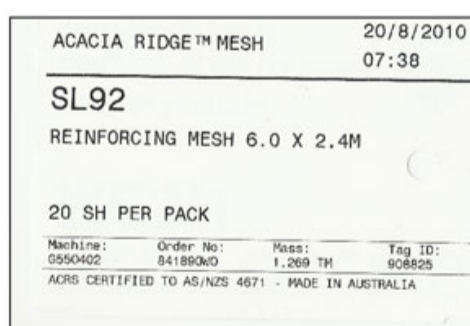 ACACIA RIDGE™ MESH
20/8/2010
07:38
SL92
REINFORCING MESH 6.0 X 2.4M
20 SH PER PACK
Machine: Order No: Mass: Tag ID:
G550402 841890WO 1.269 TM 908825
ACRS CERTIFIED TO AS/NZS 4671 - MADE IN AUSTRALIA